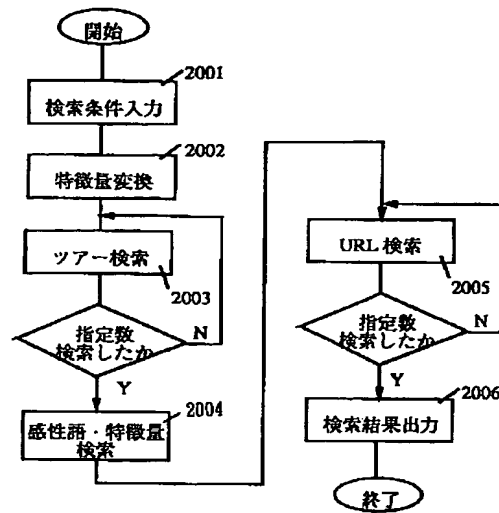 開始
2001
検索条件入力
2002
特徴量変換
ツアー検索
2003
指定数
検索したか
N
Y
2004
感性語・特徴量
検索
URL 検索
2005
指定数
検索したか
N
Y
2006
検索結果出力
終了